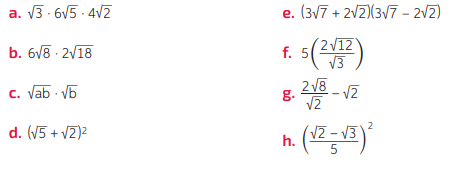 a. √3 · 6√5 · 4√2
b. 6√8 · 2√18
c. √ab · √b
d. (√5 + √2)²
e. (3√7 + 2√2)(3√7 – 2√2)
f. 5(2√12/√3)
g. 2√8/√2 – √2
h. ((√2 – √3)/5)²